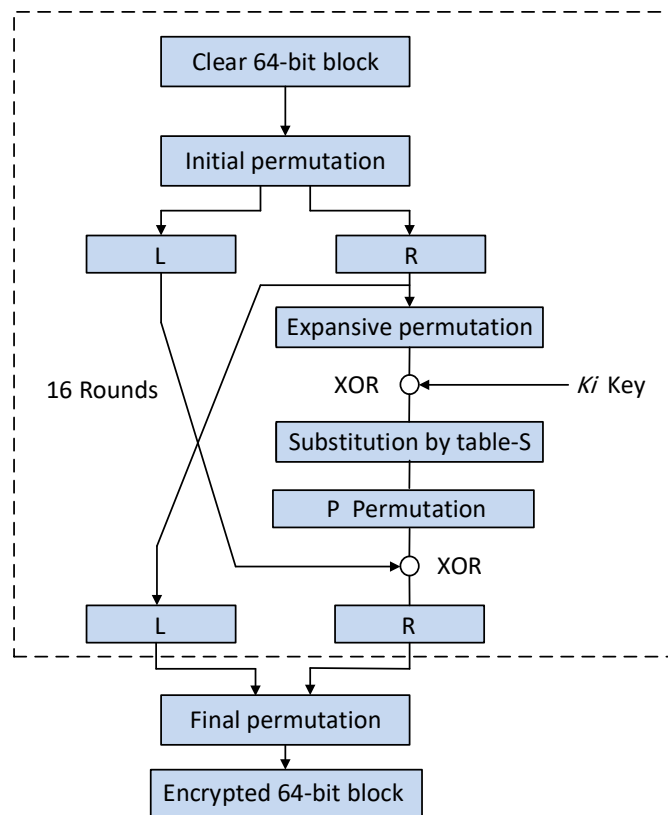 Clear 64-bit block
Initial permutation
L
R
Expansive permutation
16 Rounds
XOR
Ki Key
Substitution by table-S
P Permutation
XOR
L
R
Final permutation
Encrypted 64-bit block